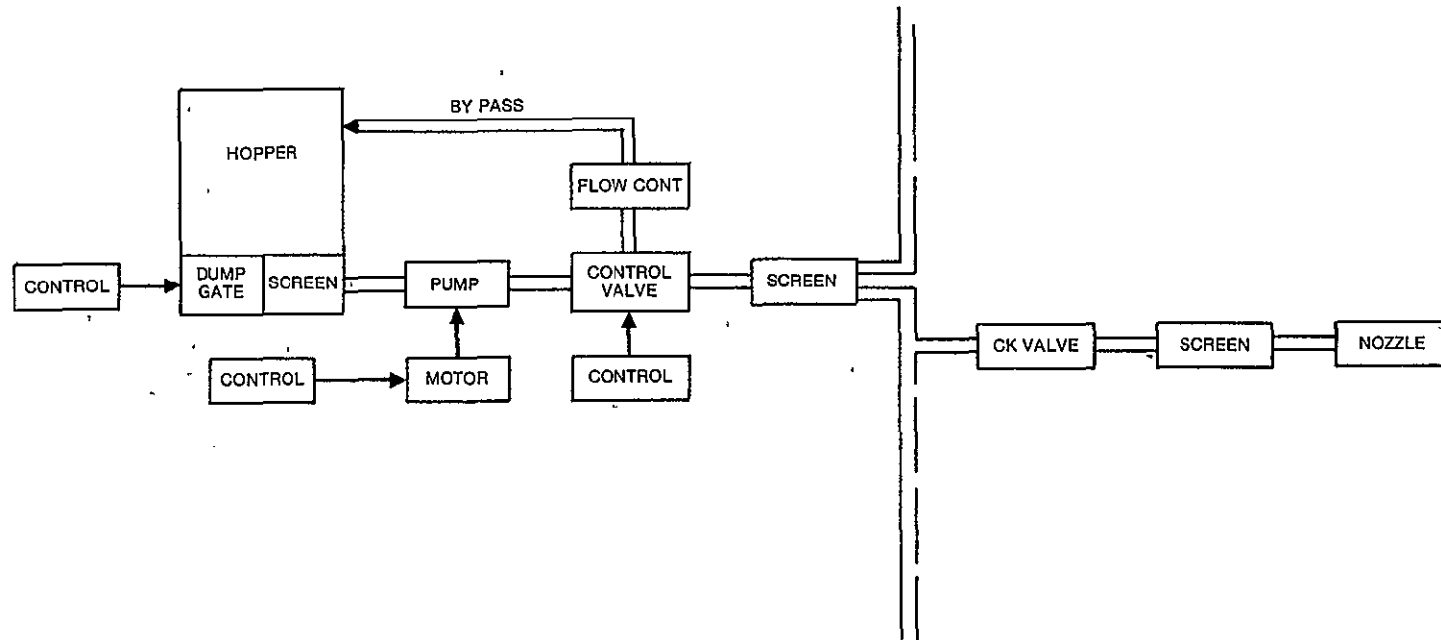 BY PASS
HOPPER
FLOW CONT
CONTROL
DUMP
GATE
SCREEN
PUMP
CONTROL
VALVE
SCREEN
CK VALVE
SCREEN
NOZZLE
CONTROL
MOTOR
CONTROL